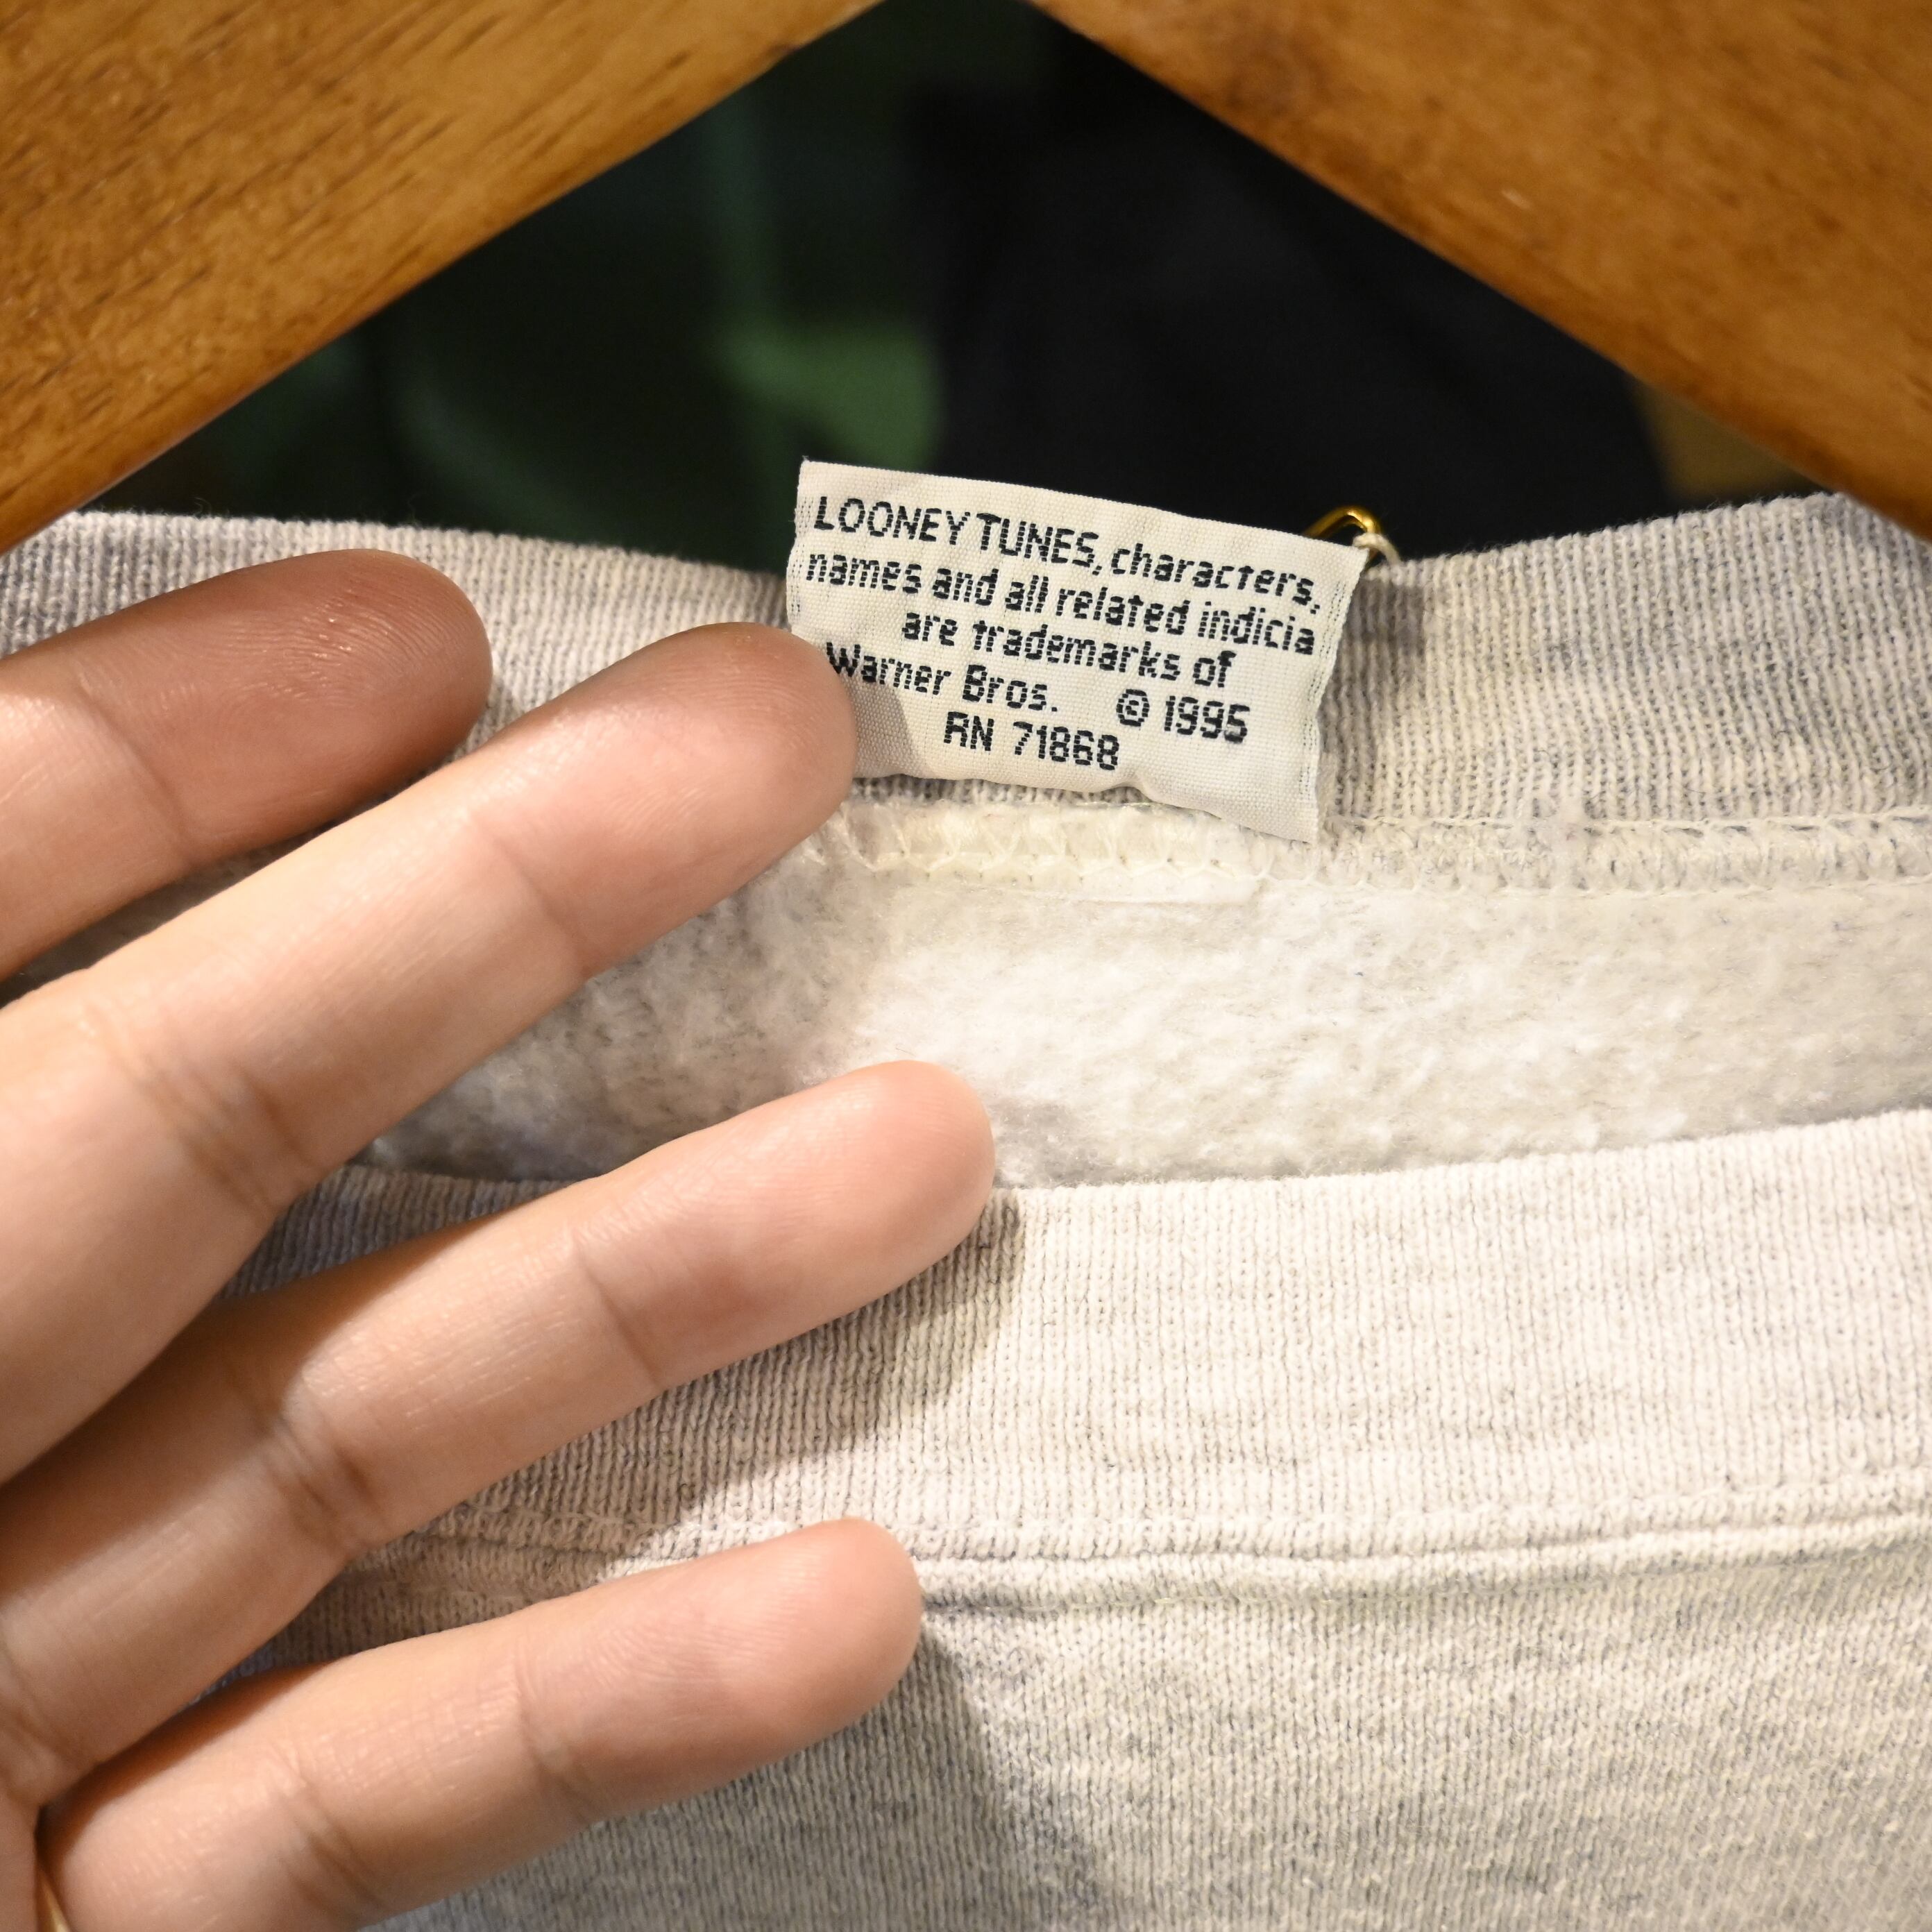 LOONEY TUNES, characters,
names and all related indicia
are trademarks of
Warner Bros. © 1995
RN 71868